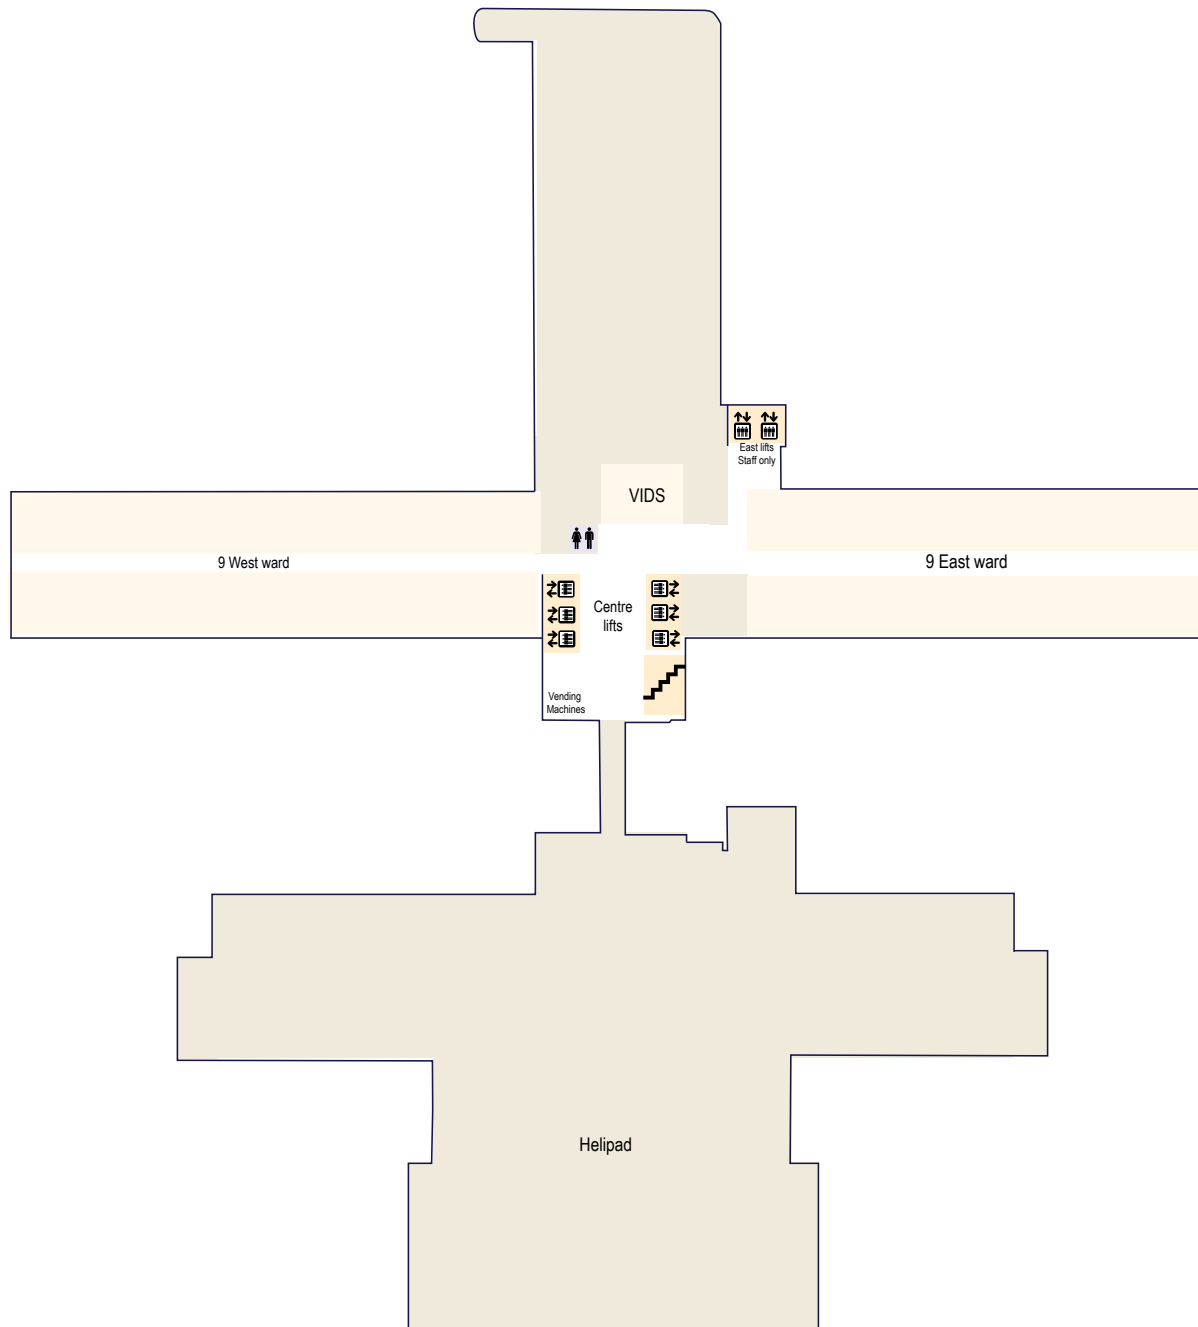 East lifts
Staff only
VIDS
9 West ward
9 East ward
Centre
lifts
Vending
Machines
Helipad